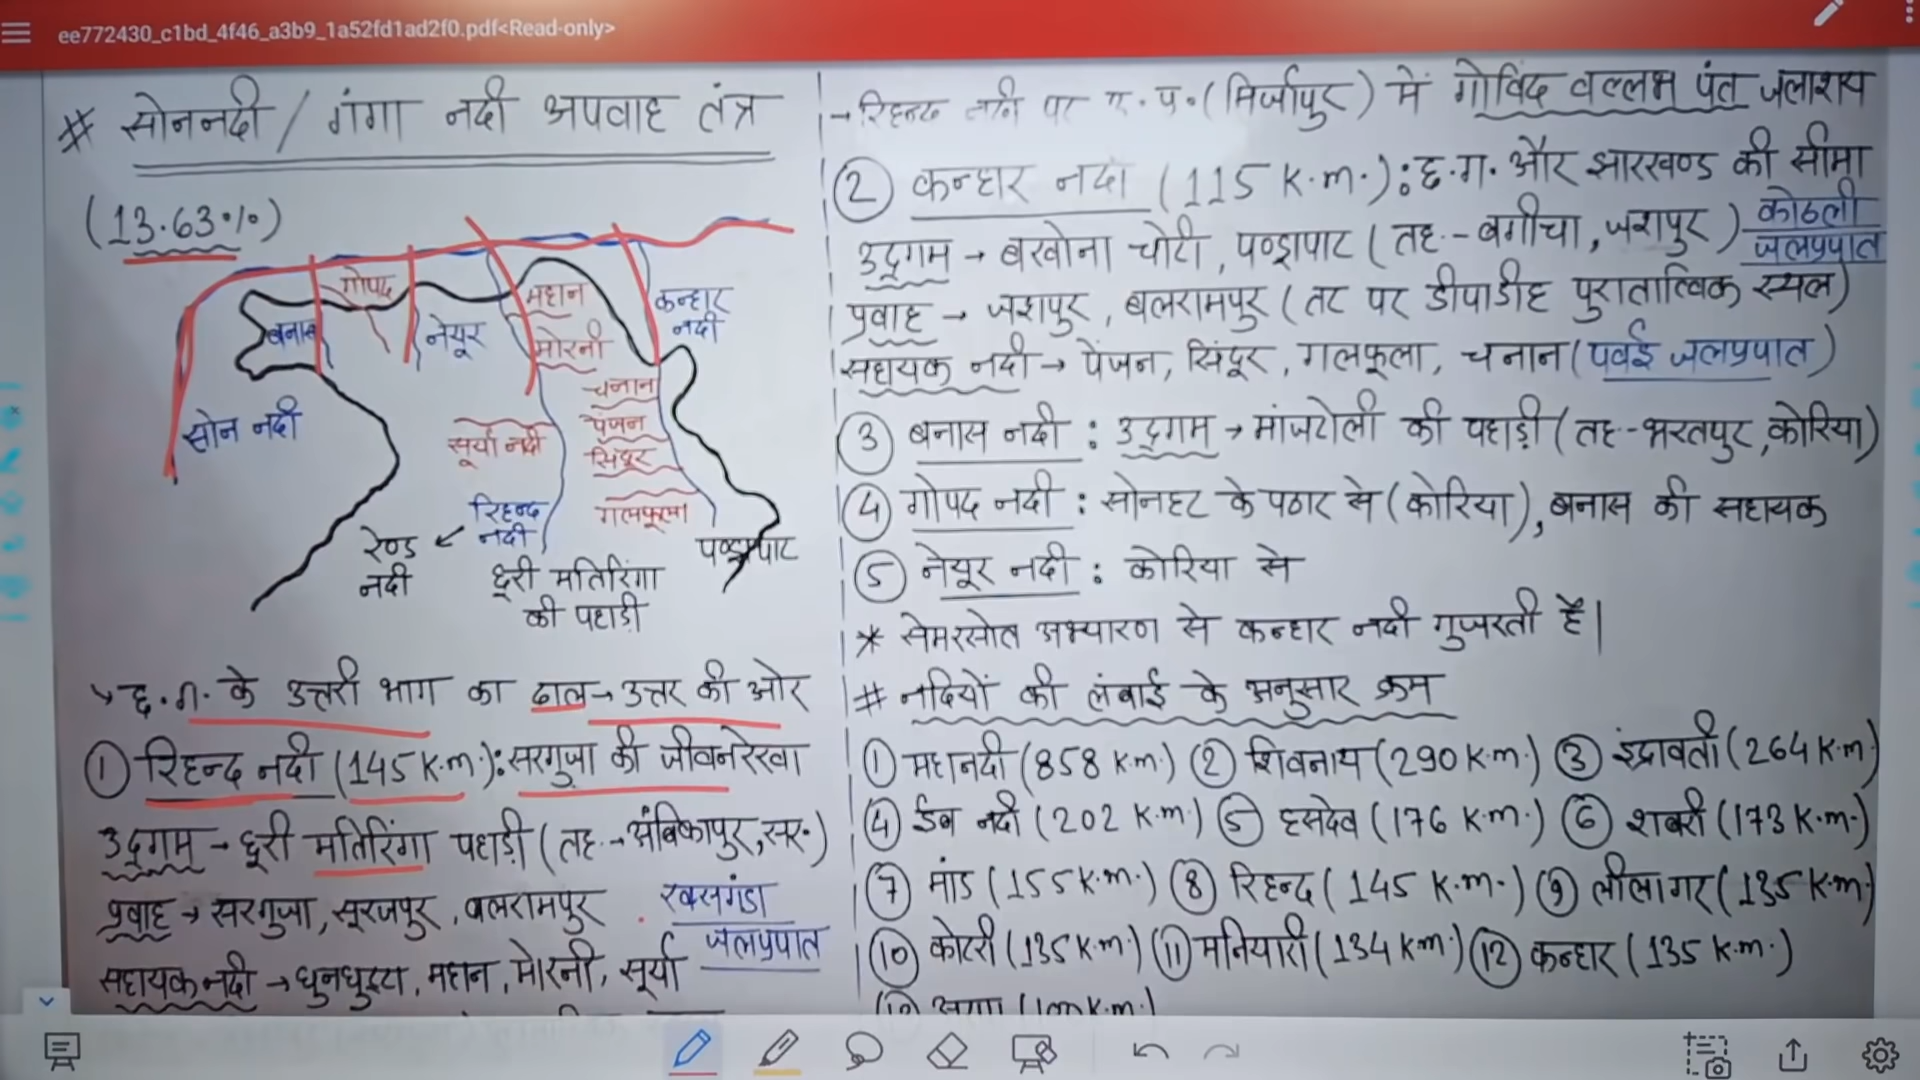 ee772430_c1bd_4f46_a3b9_1a52fd1ad2f0.pdf<Read-only>
# सोननदी / गंगा नदी अपवाह तंत्र
(13.63%)
गोपद
बनास
नेयूर
महान
मोरनी
कन्हार
नदी
चनान
पेंजन
सिंदूर
गलफूला
सोन नदी
सूर्या नदी
रिहन्द
नदी
रेण्ड
नदी
पण्ड्रापाट
छूरी मतिरिंगा
की पहाड़ी
छ.ग. के उत्तरी भाग का ढाल → उत्तर की ओर
① रिहन्द नदी (145 K.m.): सरगुजा की जीवनरेखा
उद्गम → छूरी मतिरिंगा पहाड़ी (तह.→अंबिकापुर, सर.)
प्रवाह → सरगुजा, सूरजपुर, बलरामपुर
रकसगंडा
जलप्रपात
सहायक नदी → घुनघुट्टा, महान, मोरनी, सूर्या
→ रिहन्द नदी पर प.(मिर्जापुर) में गोविंद वल्लभ पंत जलाशय
② कन्हार नदी (115 K.m.): छ.ग. और झारखण्ड की सीमा
उद्गम → बखोना चोटी, पण्ड्रापाट (तह.-बगीचा, जशपुर)
कोठली
जलप्रपात
प्रवाह → जशपुर, बलरामपुर (तट पर डीपाडीह पुरातात्विक स्थल)
सहायक नदी → पेंजन, सिंदूर, गलफूला, चनान (पवई जलप्रपात)
③ बनास नदी : उद्गम → मांजटोली की पहाड़ी (तह-भरतपुर, कोरिया)
④ गोपद नदी : सोनहट के पठार से (कोरिया), बनास की सहायक
⑤ नेयूर नदी : कोरिया से
* सेमरसोत अभ्यारण से कन्हार नदी गुजरती है।
# नदियों की लंबाई के अनुसार क्रम
① महानदी (858 K.m.) ② शिवनाथ (290 K.m.) ③ इंद्रावती (264 K.m)
④ ईब नदी (202 K.m.) ⑤ हसदेव (176 K.m.) ⑥ शबरी (173 K.m.)
⑦ मांड (155 K.m.) ⑧ रिहन्द (145 K.m.) ⑨ लीलागर (135 K.m)
⑩ कोटरी (135 K.m.) ⑪ मनियारी (134 Km.) ⑫ कन्हार (135 K.m.)